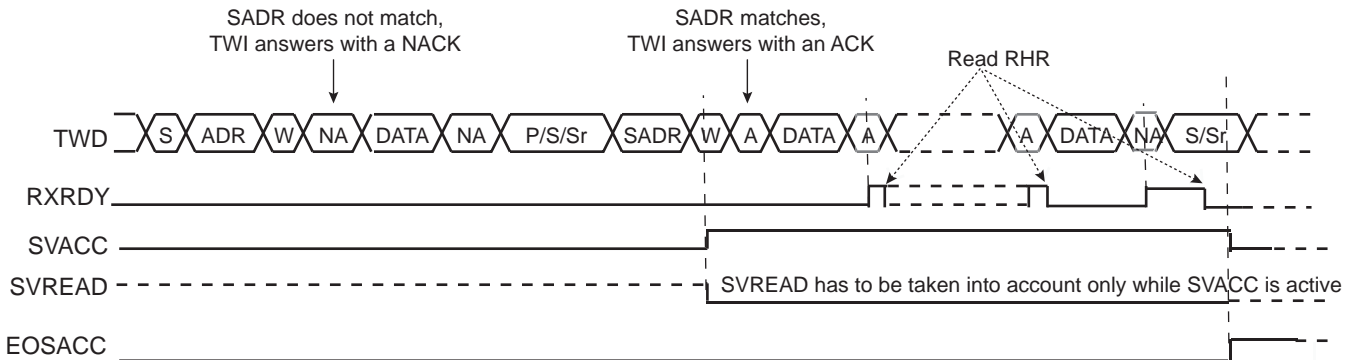 SADR does not match,
TWI answers with a NACK
SADR matches,
TWI answers with an ACK
Read RHR
TWD S ADR W NA DATA NA P/S/Sr SADR W A DATA A A DATA NA S/Sr
RXRDY
SVACC
SVREAD SVREAD has to be taken into account only while SVACC is active
EOSACC